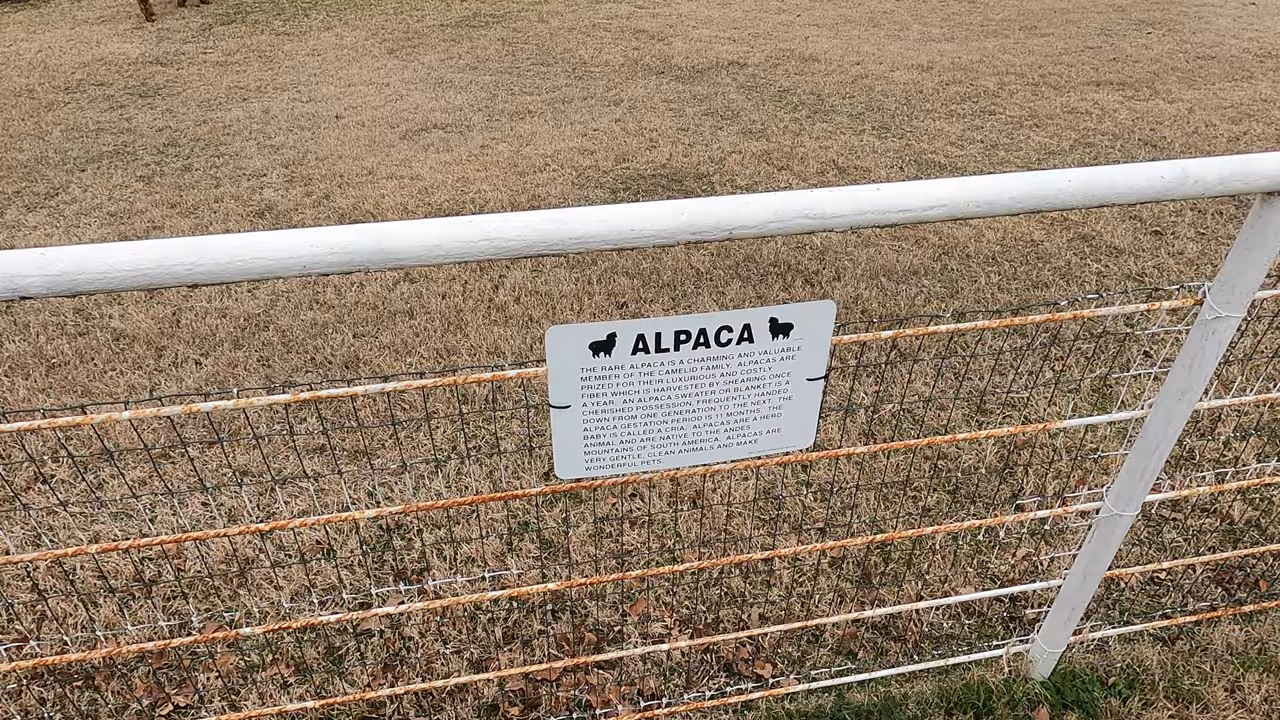 ALPACA
THE RARE ALPACA IS A CHARMING AND VALUABLE
MEMBER OF THE CAMELID FAMILY. ALPACAS ARE
PRIZED FOR THEIR LUXURIOUS AND COSTLY
FIBER WHICH IS HARVESTED BY SHEARING ONCE
A YEAR. AN ALPACA SWEATER OR BLANKET IS A
CHERISHED POSSESSION, FREQUENTLY HANDED
DOWN FROM ONE GENERATION TO THE NEXT. THE
ALPACA GESTATION PERIOD IS 11 MONTHS. THE
BABY IS CALLED A CRIA. ALPACAS ARE A HERD
ANIMAL AND ARE NATIVE TO THE ANDES
MOUNTAINS OF SOUTH AMERICA. ALPACAS ARE
VERY GENTLE, CLEAN ANIMALS AND MAKE
WONDERFUL PETS.